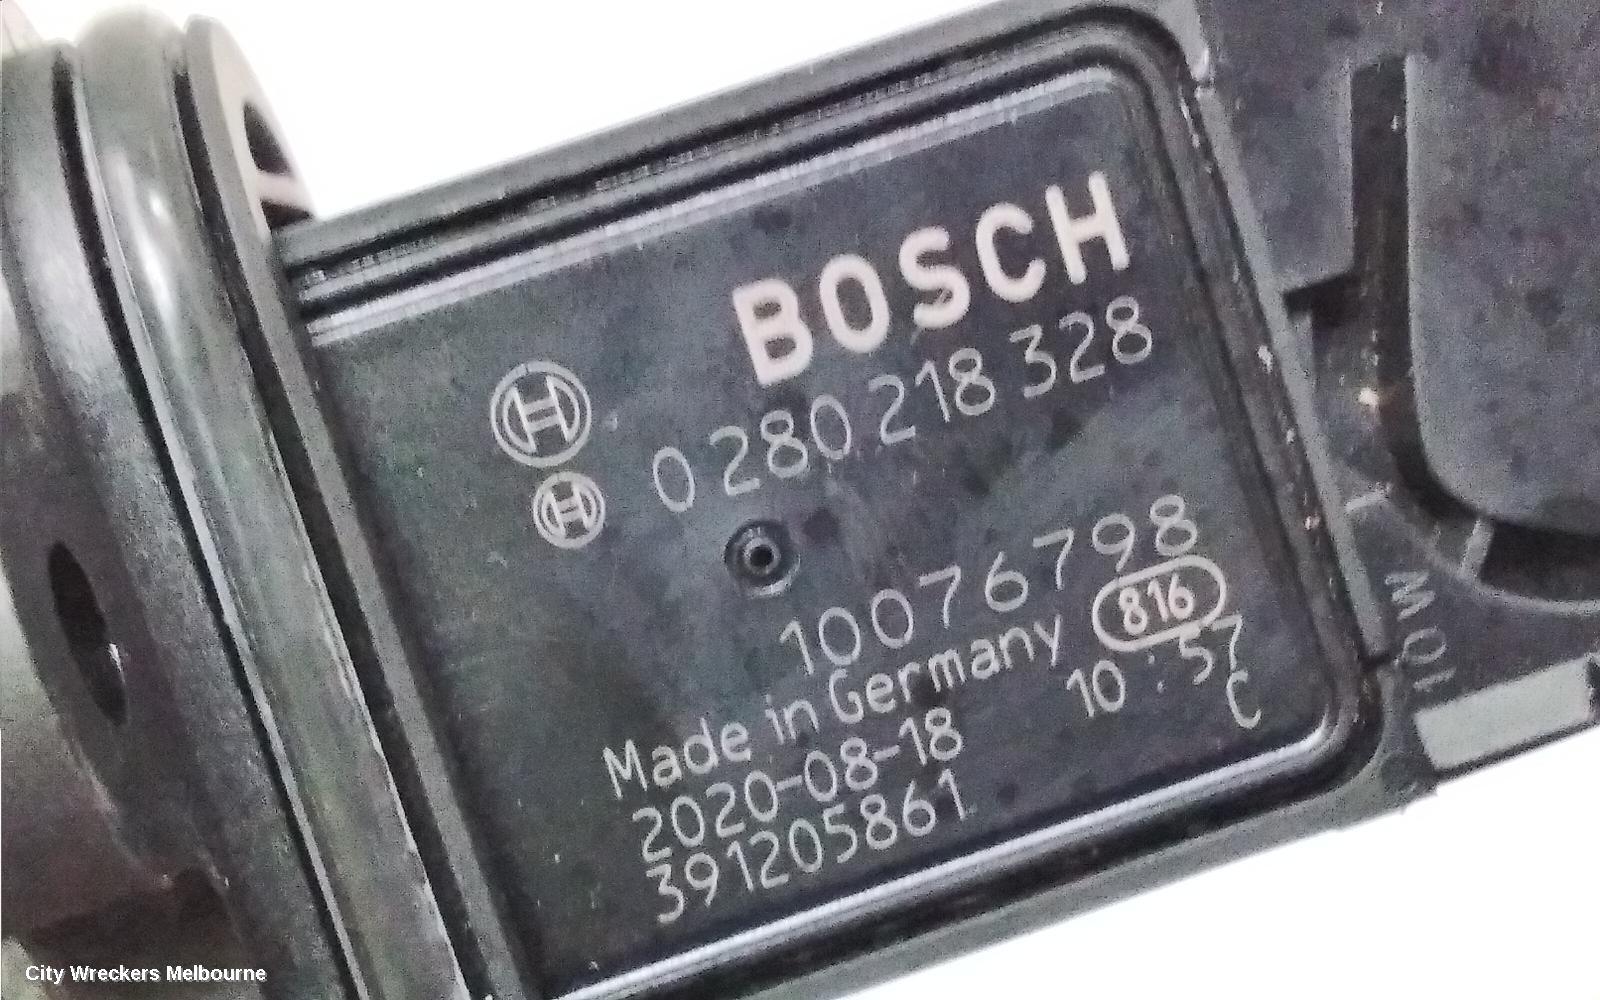 BOSCH
0 280 218 328
10076798
Made in Germany 816
2020-08-18 10:57
391205861 C
City Wreckers Melbourne